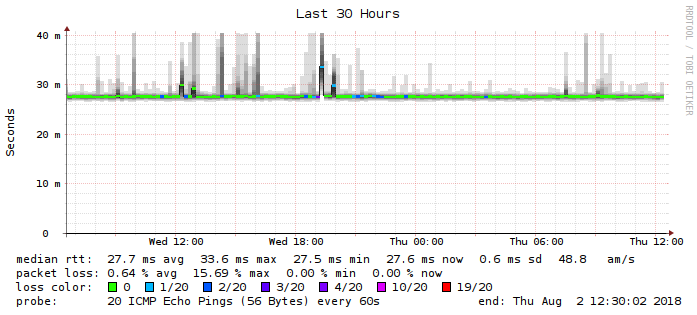 Last 30 Hours
RRDTOOL / TOBI OETIKER
Seconds
40 m
30 m
20 m
10 m
0
Wed 12:00 Wed 18:00 Thu 00:00 Thu 06:00 Thu 12:00
median rtt: 27.7 ms avg 33.6 ms max 27.5 ms min 27.6 ms now 0.6 ms sd 48.8 am/s
packet loss: 0.64 % avg 15.69 % max 0.00 % min 0.00 % now
loss color: 0 1/20 2/20 3/20 4/20 10/20 19/20
probe: 20 ICMP Echo Pings (56 Bytes) every 60s end: Thu Aug 2 12:30:02 2018